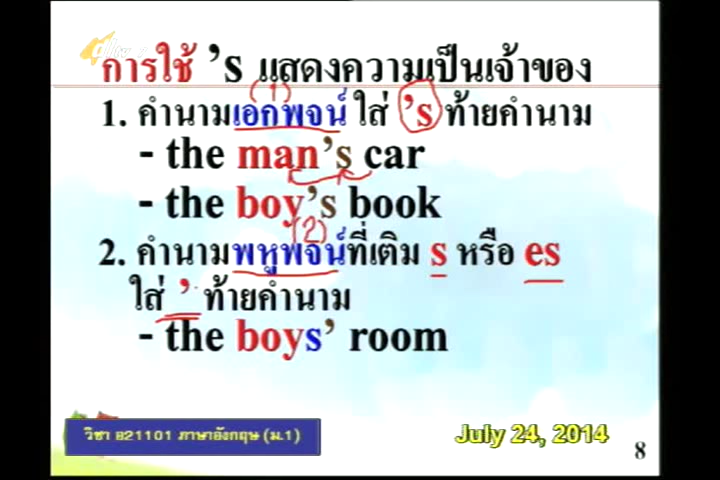 การใช้ ’s แสดงความเป็นเจ้าของ
(1)
1. คำนามเอกพจน์ ใส่ ’s ท้ายคำนาม
- the man’s car
- the boy’s book
(2)
2. คำนามพหูพจน์ที่เติม s หรือ es
ใส่ ’ ท้ายคำนาม
- the boys’ room
วิชา อ21101 ภาษาอังกฤษ (ม.1)
July 24, 2014
8